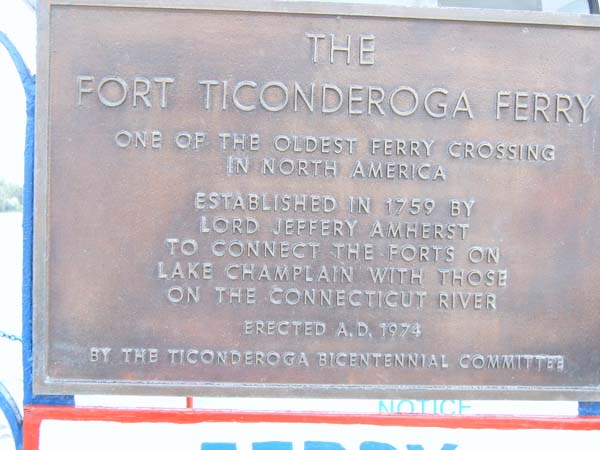 THE
FORT TICONDEROGA FERRY
ONE OF THE OLDEST FERRY CROSSING
IN NORTH AMERICA
ESTABLISHED IN 1759 BY
LORD JEFFERY AMHERST
TO CONNECT THE FORTS ON
LAKE CHAMPLAIN WITH THOSE
ON THE CONNECTICUT RIVER
ERECTED A.D. 1974
BY THE TICONDEROGA BICENTENNIAL COMMITTEE
NOTICE
FERRY